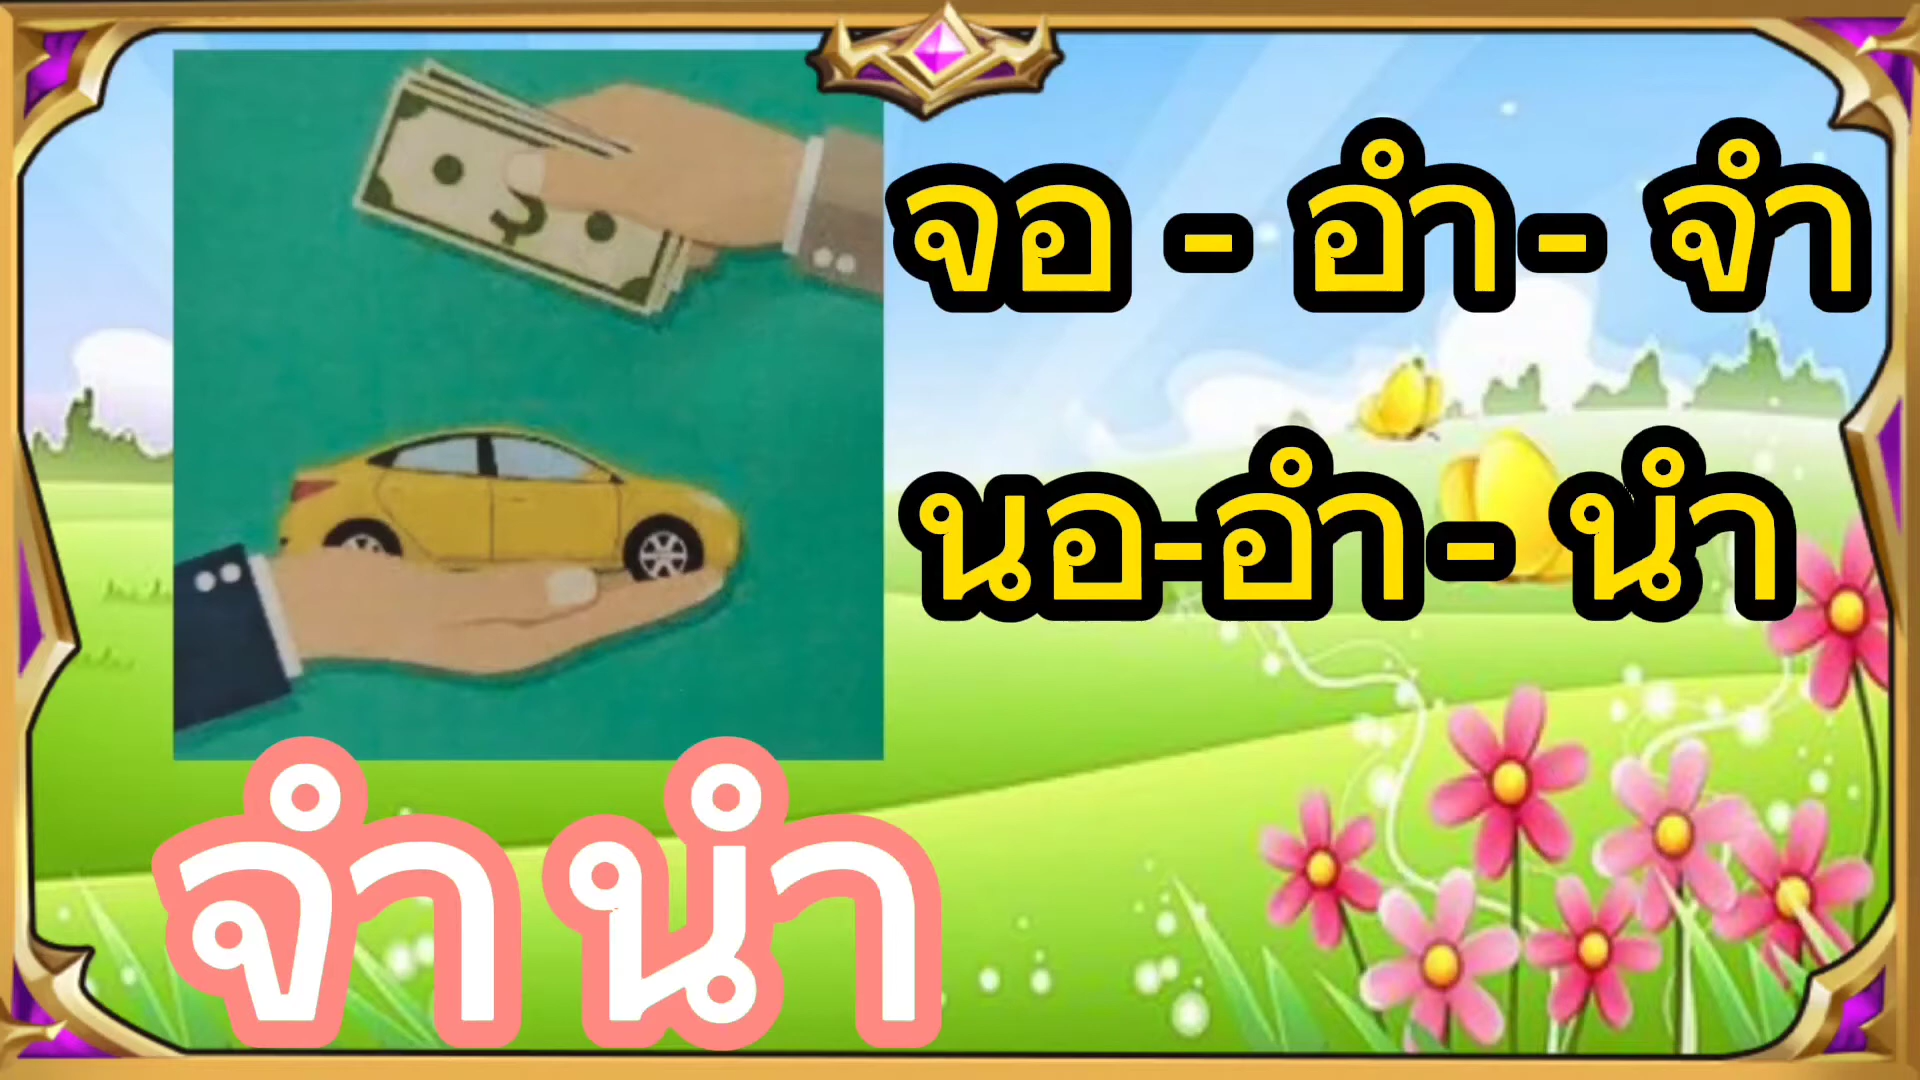 จอ - อำ - จำ
นอ-อำ - นำ
จำนำ